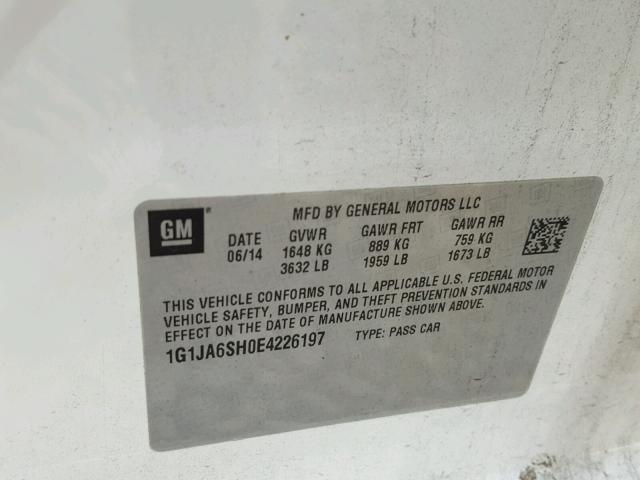 GM
MFD BY GENERAL MOTORS LLC
DATE GVWR GAWR FRT GAWR RR
06/14 1648 KG 889 KG 759 KG
3632 LB 1959 LB 1673 LB
THIS VEHICLE CONFORMS TO ALL APPLICABLE U.S. FEDERAL MOTOR
VEHICLE SAFETY, BUMPER, AND THEFT PREVENTION STANDARDS IN
EFFECT ON THE DATE OF MANUFACTURE SHOWN ABOVE.
1G1JA6SH0E4226197 TYPE: PASS CAR